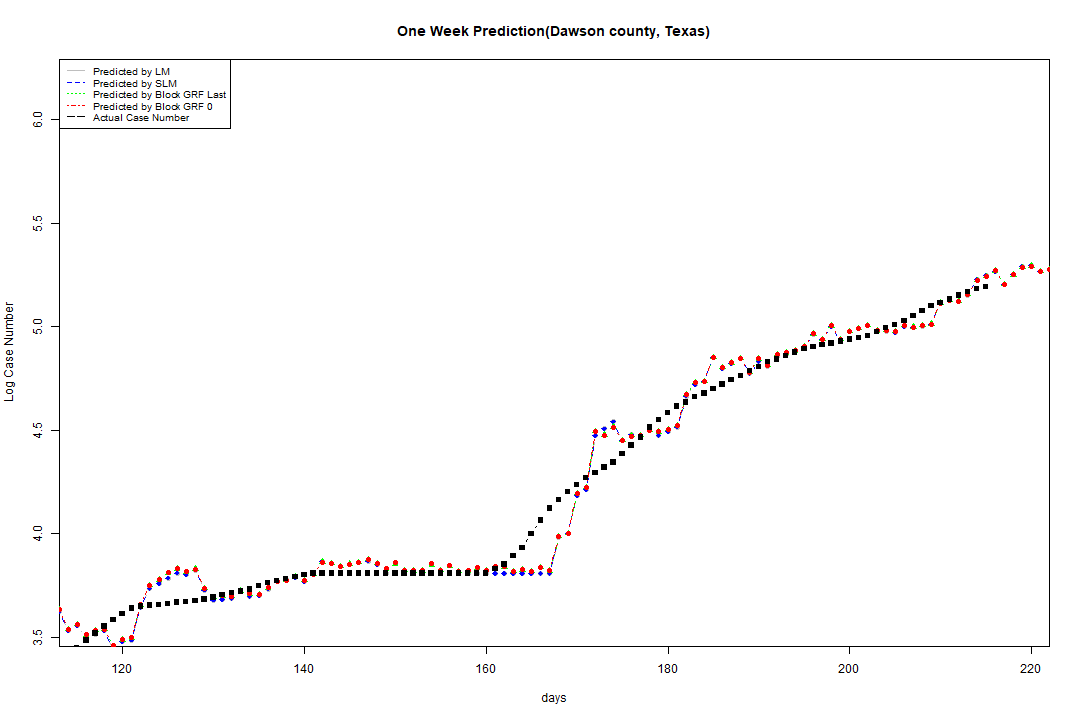 One Week Prediction(Dawson county, Texas)
Predicted by LM
Predicted by SLM
Predicted by Block GRF Last
Predicted by Block GRF 0
Actual Case Number
6.0
5.5
5.0
4.5
4.0
3.5
Log Case Number
120
140
160
180
200
220
days